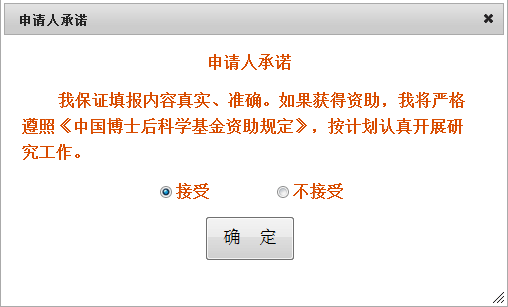 申请人承诺
申请人承诺
我保证填报内容真实、准确。如果获得资助，我将严格
遵照《中国博士后科学基金资助规定》，按计划认真开展研
究工作。
接受 不接受
确 定